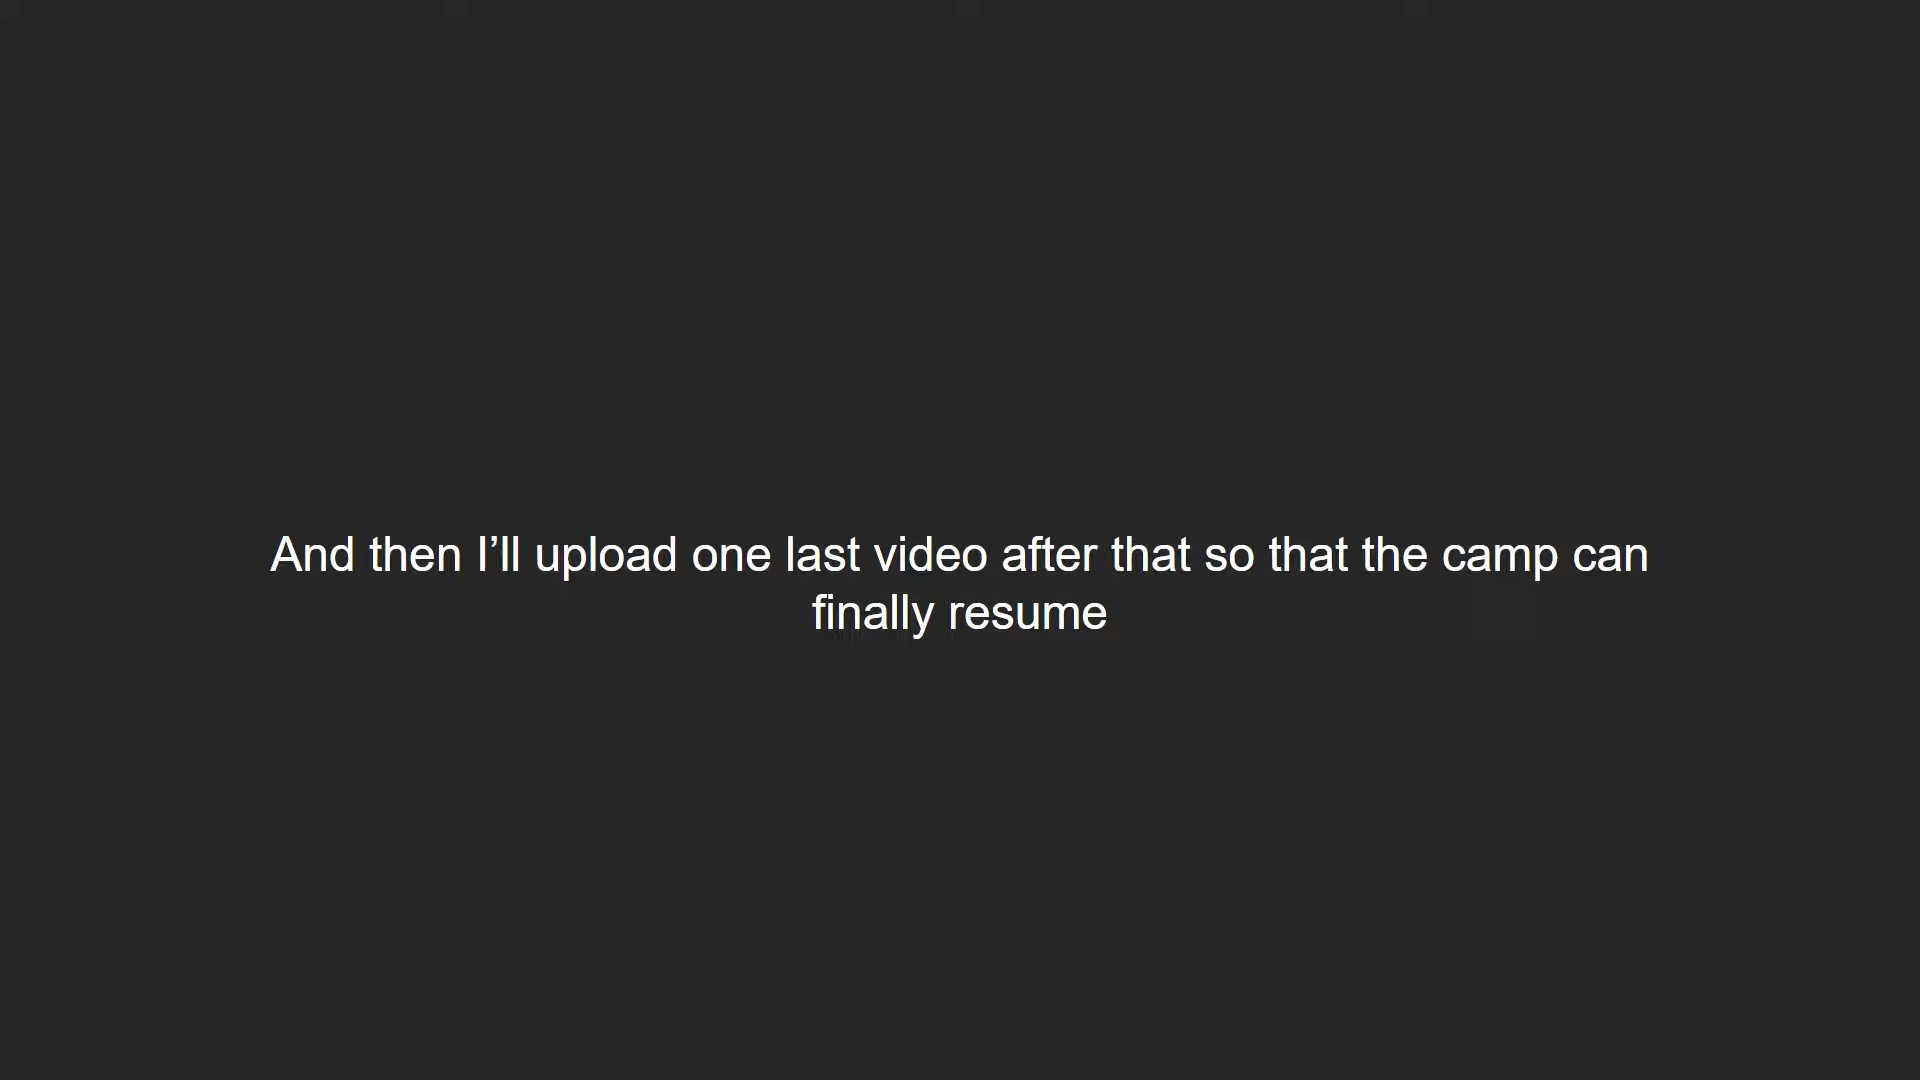 And then I’ll upload one last video after that so that the camp can
finally resume